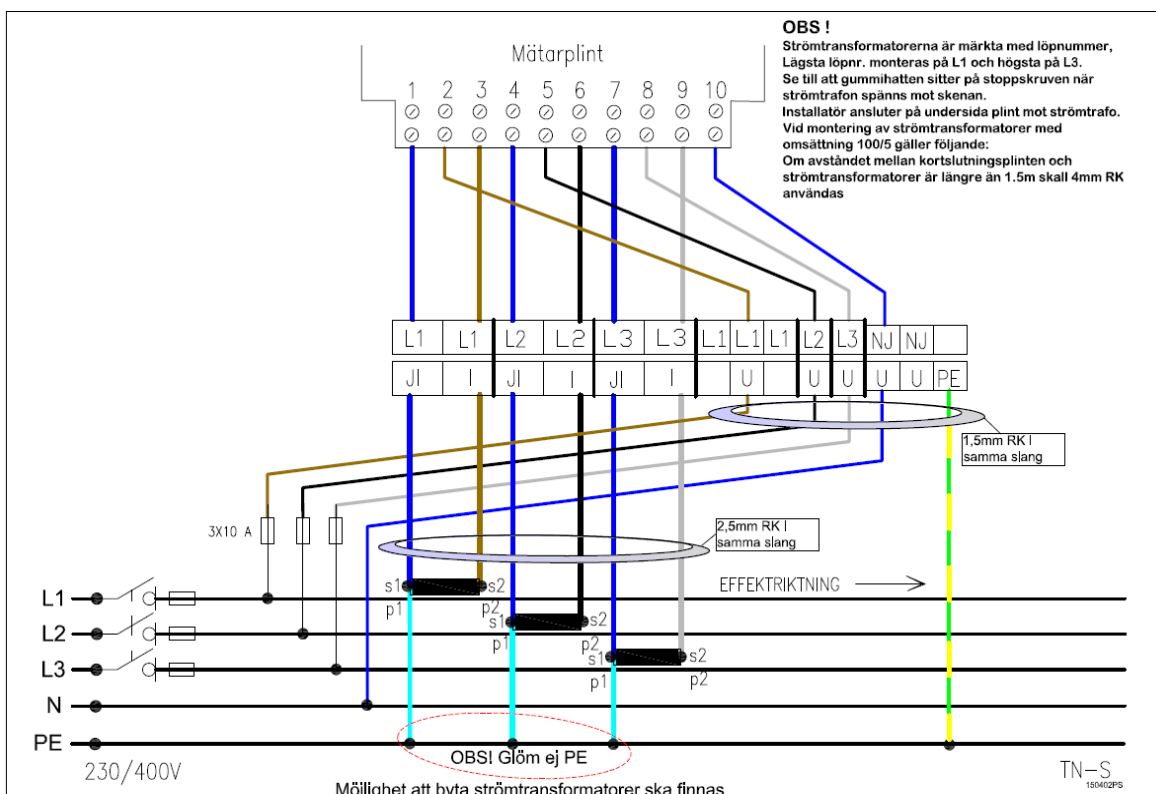 OBS !
Strömtransformatorerna är märkta med löpnummer,
Lägsta löpnr. monteras på L1 och högsta på L3.
Se till att gummihatten sitter på stoppskruven när
strömtrafon spänns mot skenan.
Installatör ansluter på undersida plint mot strömtrafo.
Vid montering av strömtransformatorer med
omsättning 100/5 gäller följande:
Om avståndet mellan kortslutningsplinten och
strömtransformatorer är längre än 1.5m skall 4mm RK
användas
Mätarplint
1 2 3 4 5 6 7 8 9 10
L1 L1 L2 L2 L3 L3 L1 L1 L1 L2 L3 NJ NJ
JI I JI I JI I U U U U U PE
1,5mm RK I
samma slang
3X10 A
2,5mm RK I
samma slang
EFFEKTRIKTNING
s1 s2
L1
p1 p2
s1 s2
L2
p1 p2
s1 s2
L3
p1 p2
N
PE
OBS! Glöm ej PE
230/400V
TN-S
150402PS
Möjlighet att byta strömtransformatorer ska finnas